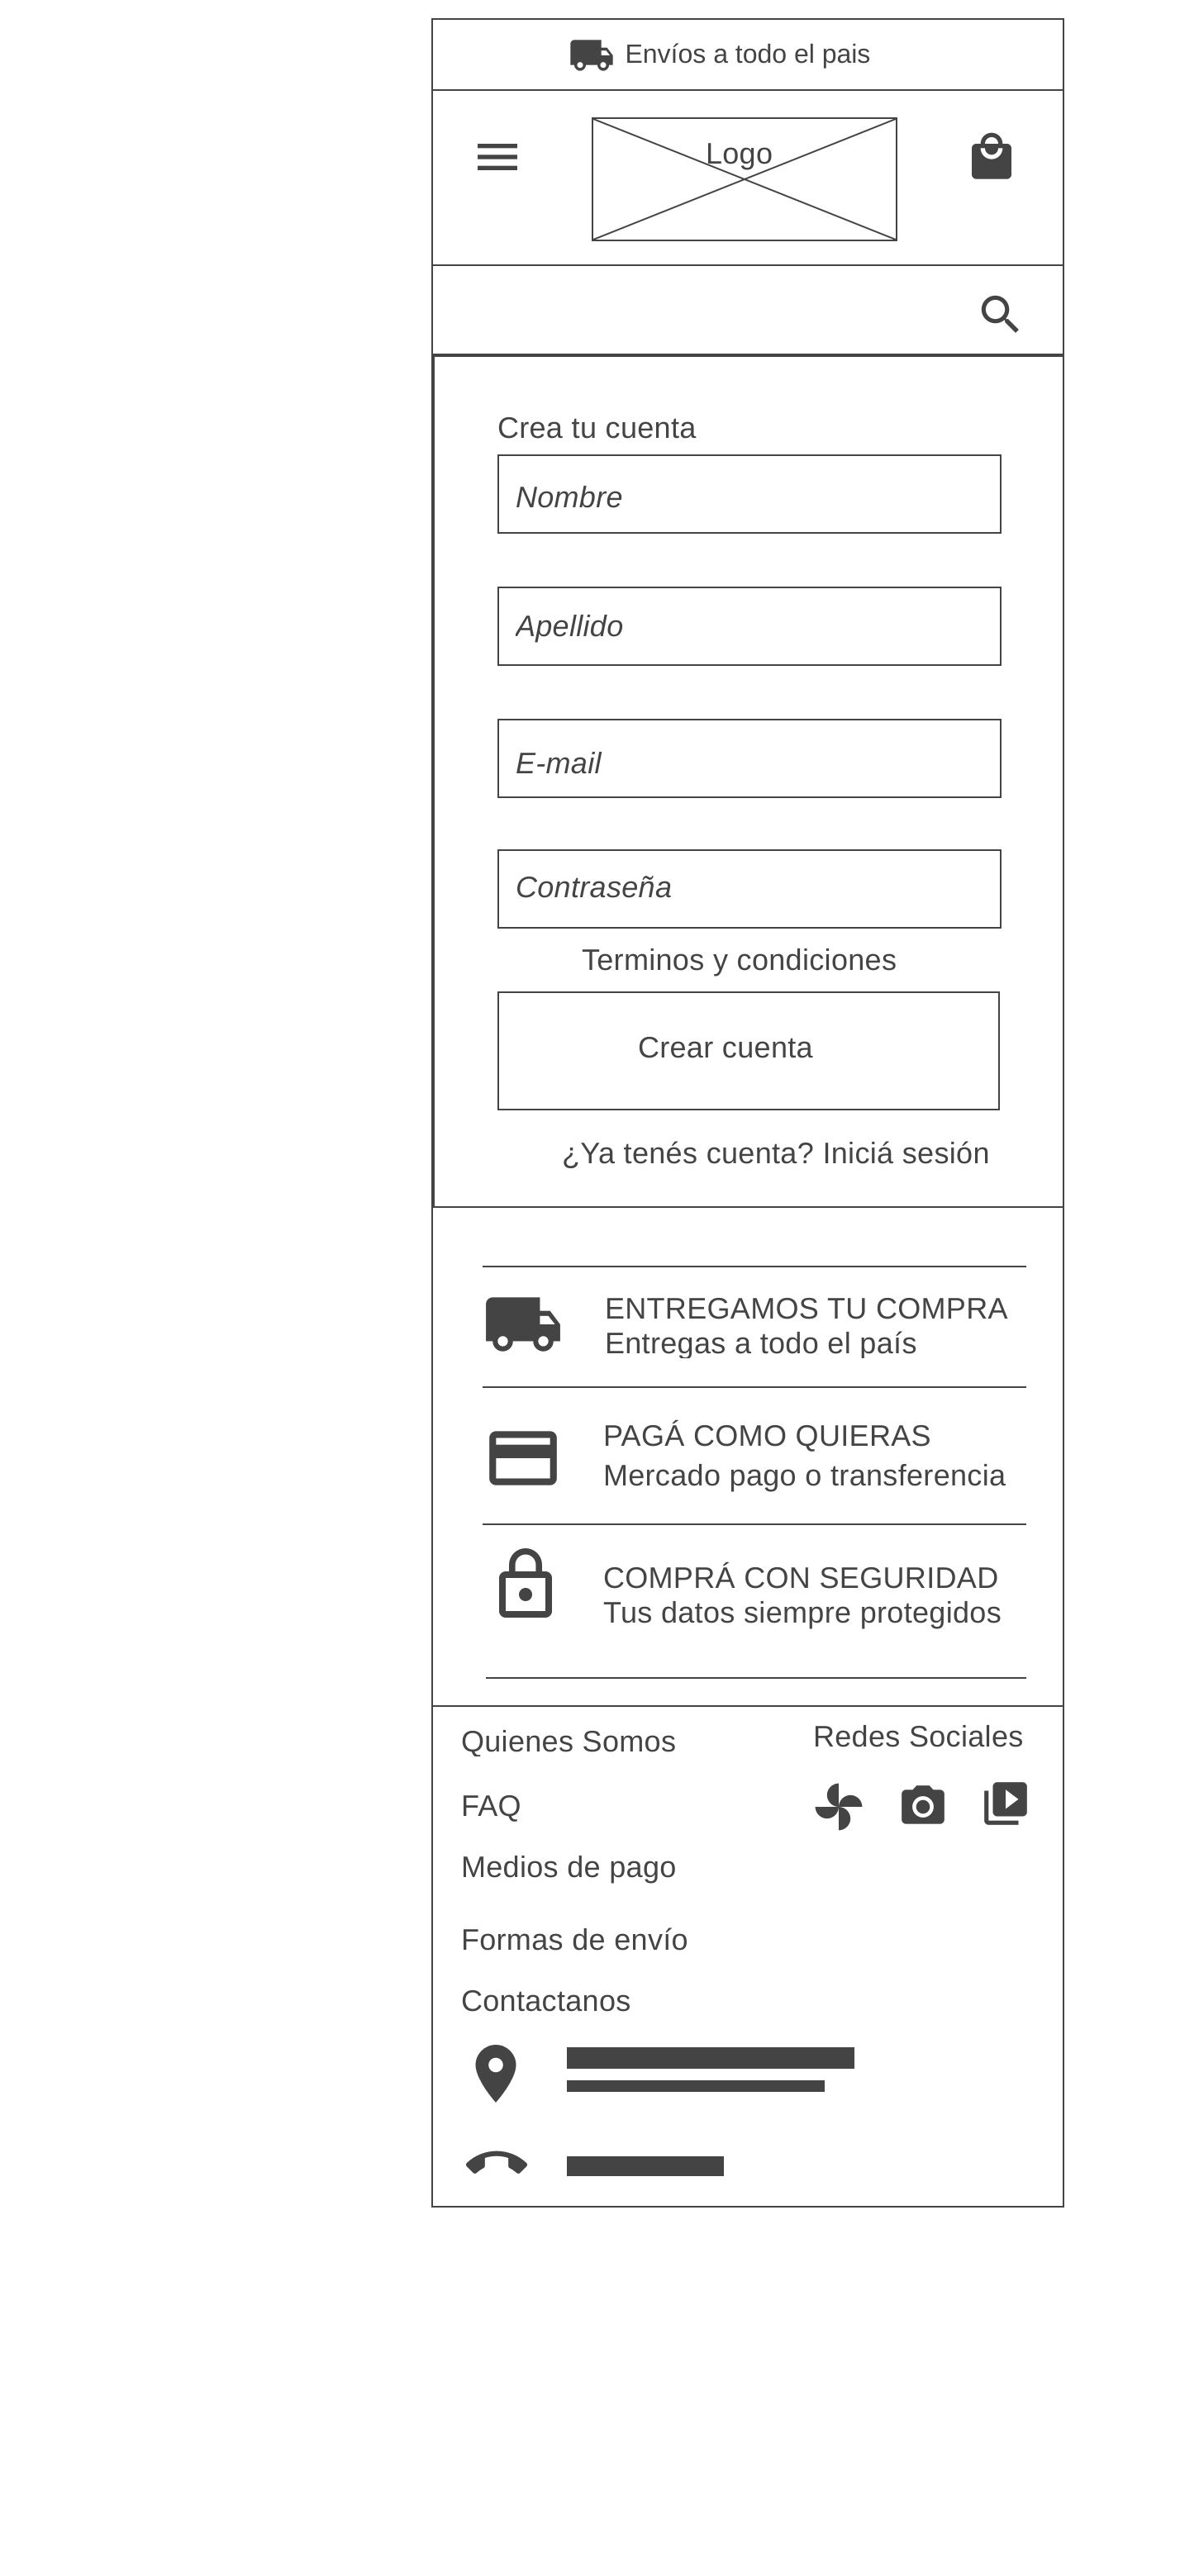 Envíos a todo el pais
Logo
Crea tu cuenta
Nombre
Apellido
E-mail
Contraseña
Terminos y condiciones
Crear cuenta
¿Ya tenés cuenta? Iniciá sesión
ENTREGAMOS TU COMPRA
Entregas a todo el país
PAGÁ COMO QUIERAS
Mercado pago o transferencia
COMPRÁ CON SEGURIDAD
Tus datos siempre protegidos
Quienes Somos
Redes Sociales
FAQ
Medios de pago
Formas de envío
Contactanos